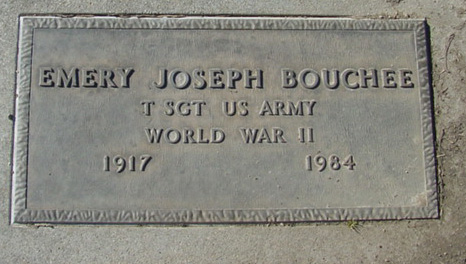 EMERY JOSEPH BOUCHEE
T SGT US ARMY
WORLD WAR II
1917 1984